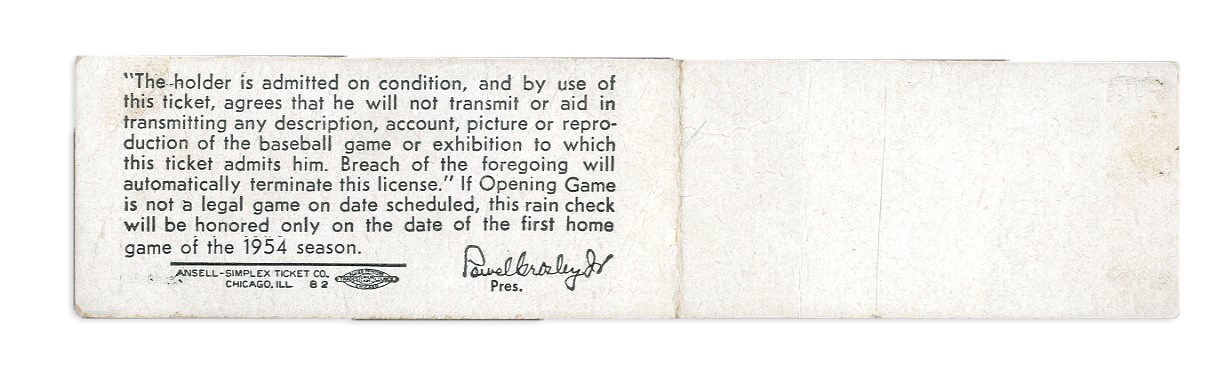 "The holder is admitted on condition, and by use of
this ticket, agrees that he will not transmit or aid in
transmitting any description, account, picture or repro-
duction of the baseball game or exhibition to which
this ticket admits him. Breach of the foregoing will
automatically terminate this license." If Opening Game
is not a legal game on date scheduled, this rain check
will be honored only on the date of the first home
game of the 1954 season.
ANSELL-SIMPLEX TICKET CO.
CHICAGO, ILL 82
Powel Crosley Jr
Pres.